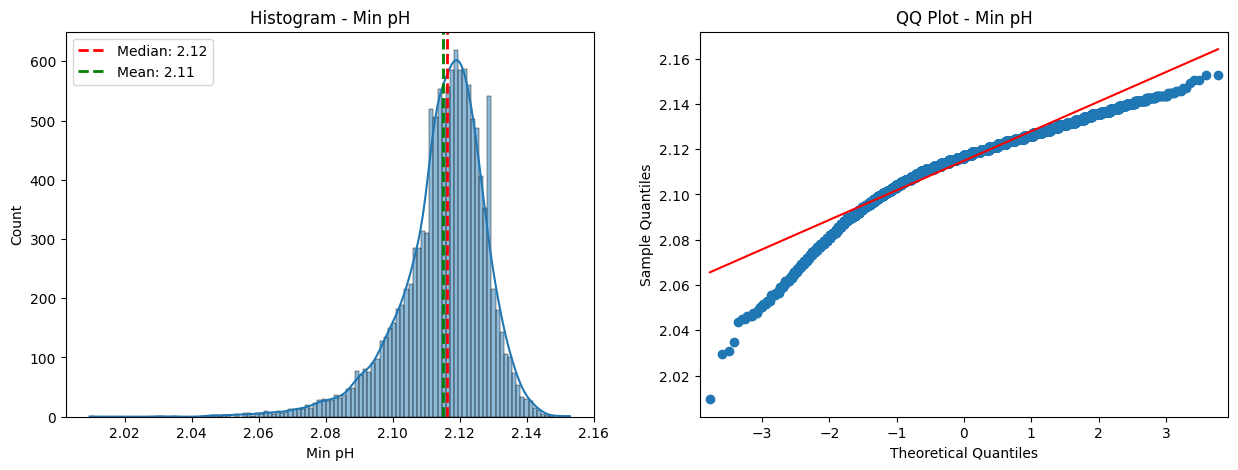 Histogram - Min pH
Median: 2.12
Mean: 2.11
600
500
400
300
200
100
0
Count
2.02 2.04 2.06 2.08 2.10 2.12 2.14 2.16
Min pH
QQ Plot - Min pH
2.16
2.14
2.12
2.10
2.08
2.06
2.04
2.02
Sample Quantiles
−3 −2 −1 0 1 2 3
Theoretical Quantiles